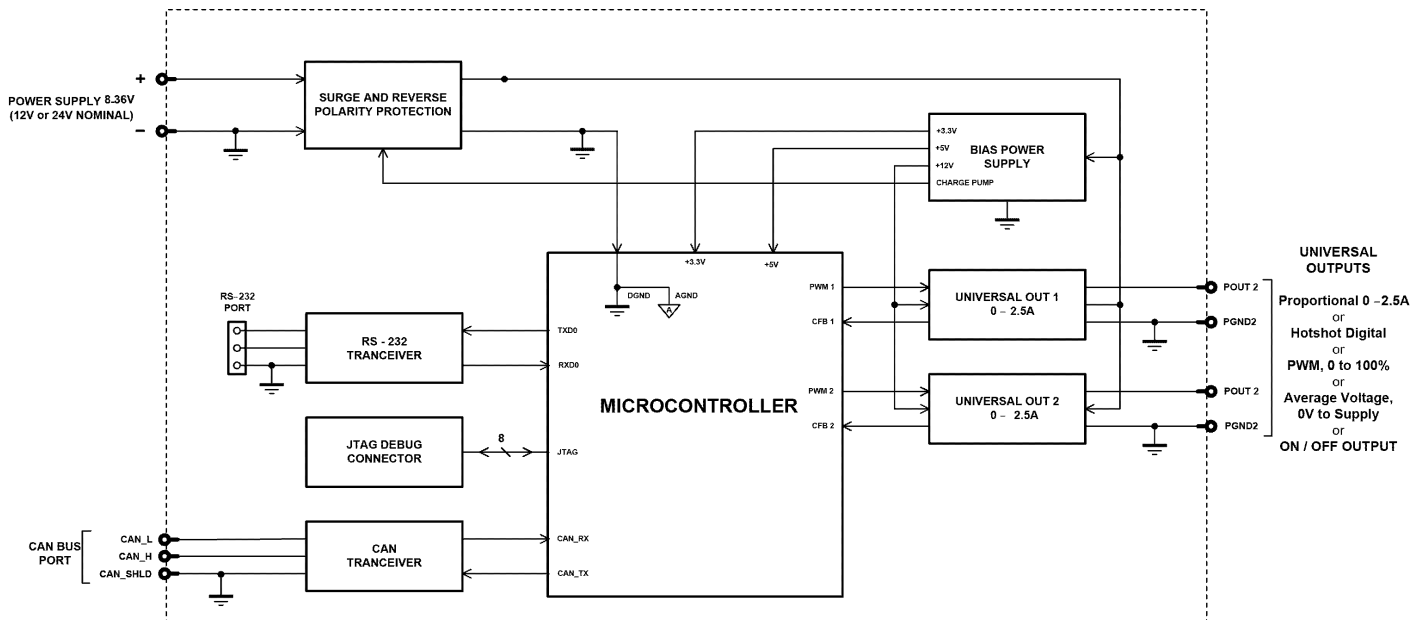 +
POWER SUPPLY 8-36V
(12V or 24V NOMINAL)
–
SURGE AND REVERSE
POLARITY PROTECTION
+3.3V
+5V
+12V
CHARGE PUMP
BIAS POWER
SUPPLY
+3.3V
+5V
DGND
AGND
A
RS-232
PORT
RS - 232
TRANCEIVER
TXD0
RXD0
JTAG DEBUG
CONNECTOR
8
JTAG
CAN BUS
PORT
CAN_L
CAN_H
CAN_SHLD
CAN
TRANCEIVER
CAN_RX
CAN_TX
MICROCONTROLLER
PWM 1
CFB 1
PWM 2
CFB 2
UNIVERSAL OUT 1
0 – 2.5A
UNIVERSAL OUT 2
0 – 2.5A
POUT 2
PGND2
POUT 2
PGND2
UNIVERSAL
OUTPUTS
Proportional 0 –2.5A
or
Hotshot Digital
or
PWM, 0 to 100%
or
Average Voltage,
0V to Supply
or
ON / OFF OUTPUT